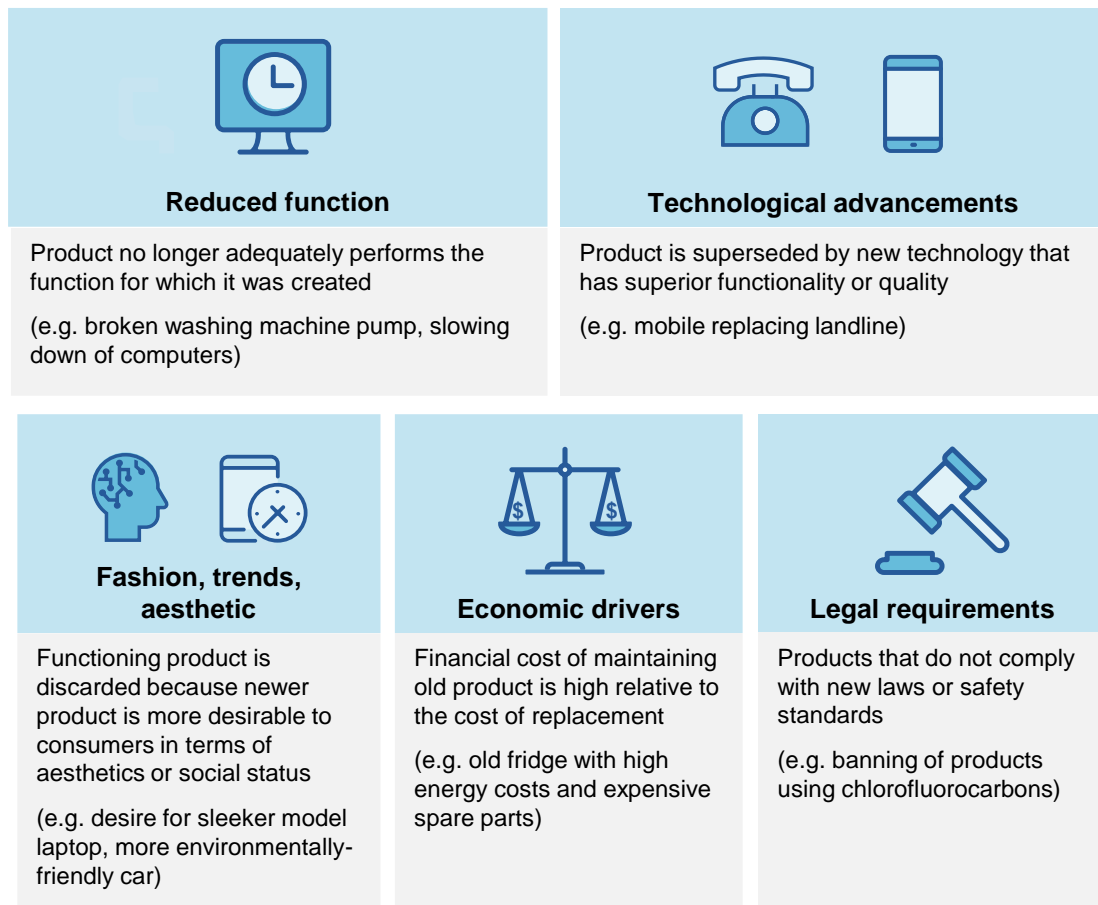 Reduced function
Product no longer adequately performs the
function for which it was created
(e.g. broken washing machine pump, slowing
down of computers)
Technological advancements
Product is superseded by new technology that
has superior functionality or quality
(e.g. mobile replacing landline)
Fashion, trends,
aesthetic
Functioning product is
discarded because newer
product is more desirable to
consumers in terms of
aesthetics or social status
(e.g. desire for sleeker model
laptop, more environmentally-
friendly car)
$ $
Economic drivers
Financial cost of maintaining
old product is high relative to
the cost of replacement
(e.g. old fridge with high
energy costs and expensive
spare parts)
Legal requirements
Products that do not comply
with new laws or safety
standards
(e.g. banning of products
using chlorofluorocarbons)